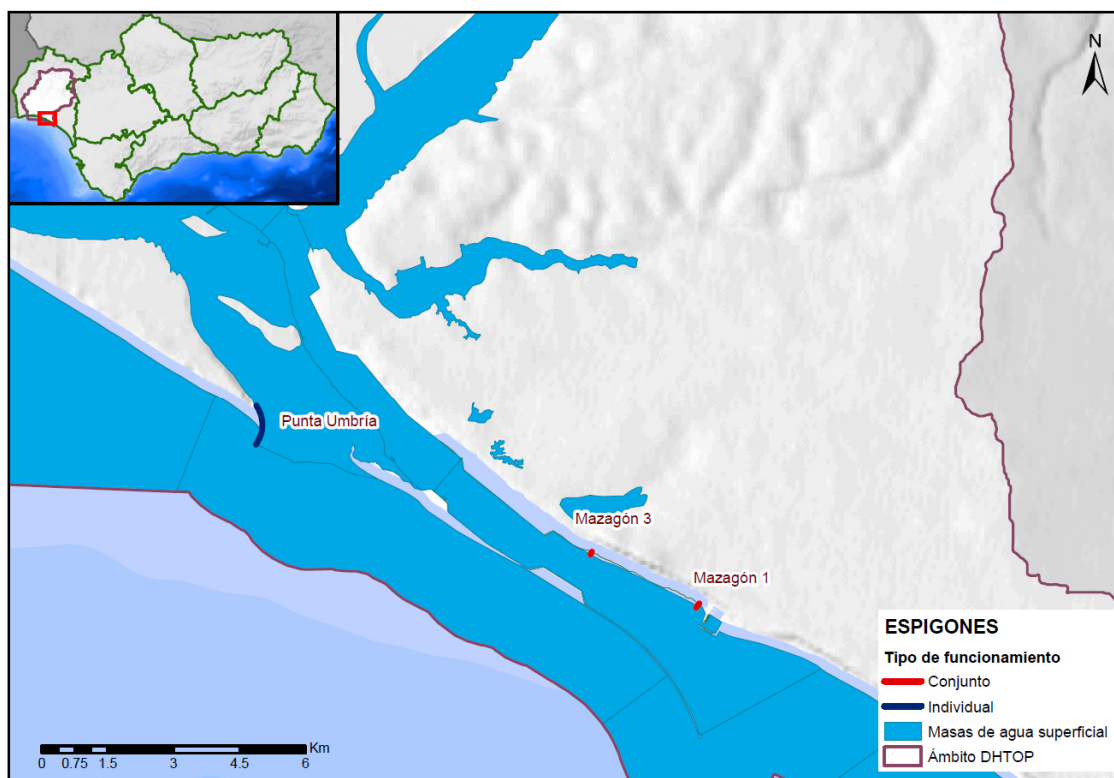 N
Punta Umbría
Mazagón 3
Mazagón 1
ESPIGONES
Tipo de funcionamiento
Conjunto
Individual
Masas de agua superficial
Ámbito DHTOP
Km
0 0.75 1.5 3 4.5 6